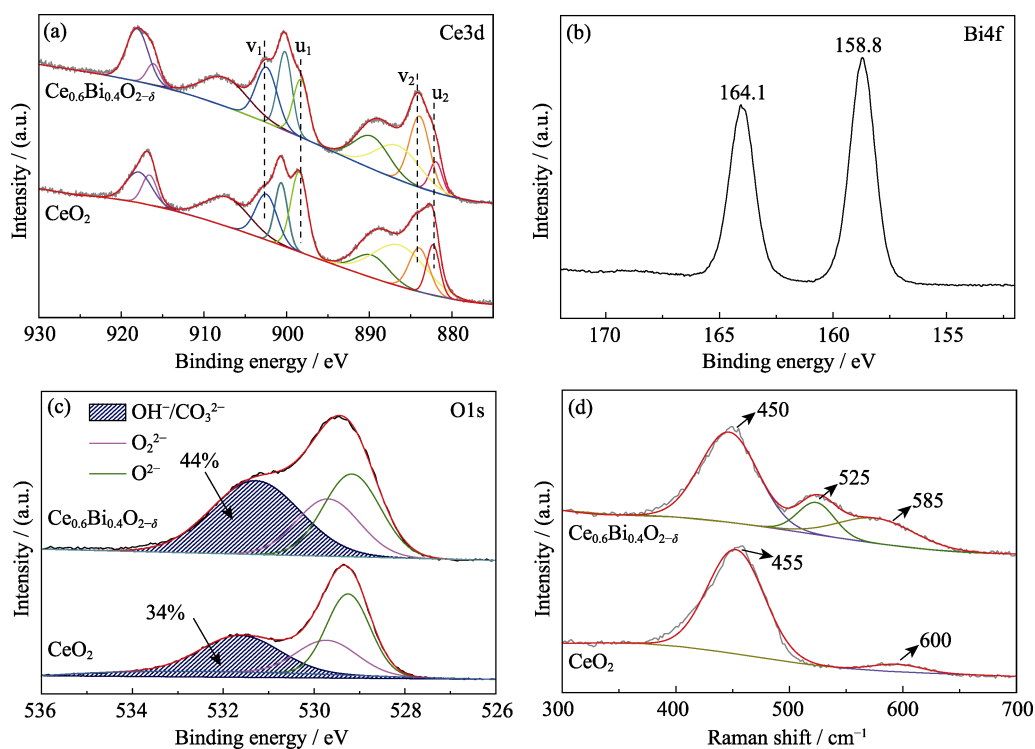 (a)
Ce3d
v₁
u₁
v₂
u₂
Ce₀.₆Bi₀.₄O₂₋δ
CeO₂
Intensity / (a.u.)
930 920 910 900 890 880
Binding energy / eV
(b)
Bi4f
158.8
164.1
Intensity / (a.u.)
170 165 160 155
Binding energy / eV
(c)
O1s
OH⁻/CO₃²⁻
O₂²⁻
O²⁻
44%
Ce₀.₆Bi₀.₄O₂₋δ
34%
CeO₂
Intensity / (a.u.)
536 534 532 530 528 526
Binding energy / eV
(d)
450
525
585
Ce₀.₆Bi₀.₄O₂₋δ
455
600
CeO₂
Intensity / (a.u.)
300 400 500 600 700
Raman shift / cm⁻¹